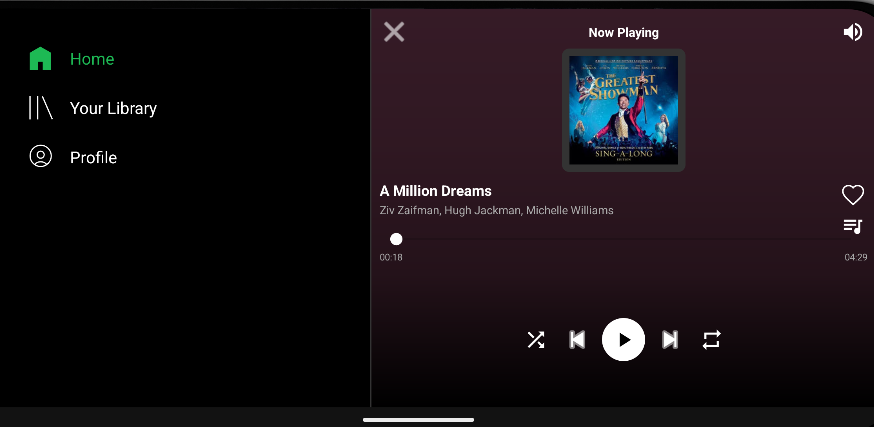 Home
Your Library
Profile
Now Playing
THE
GREATEST
SHOWMAN
SING-A-LONG
EDITION
A Million Dreams
Ziv Zaifman, Hugh Jackman, Michelle Williams
00:18
04:29